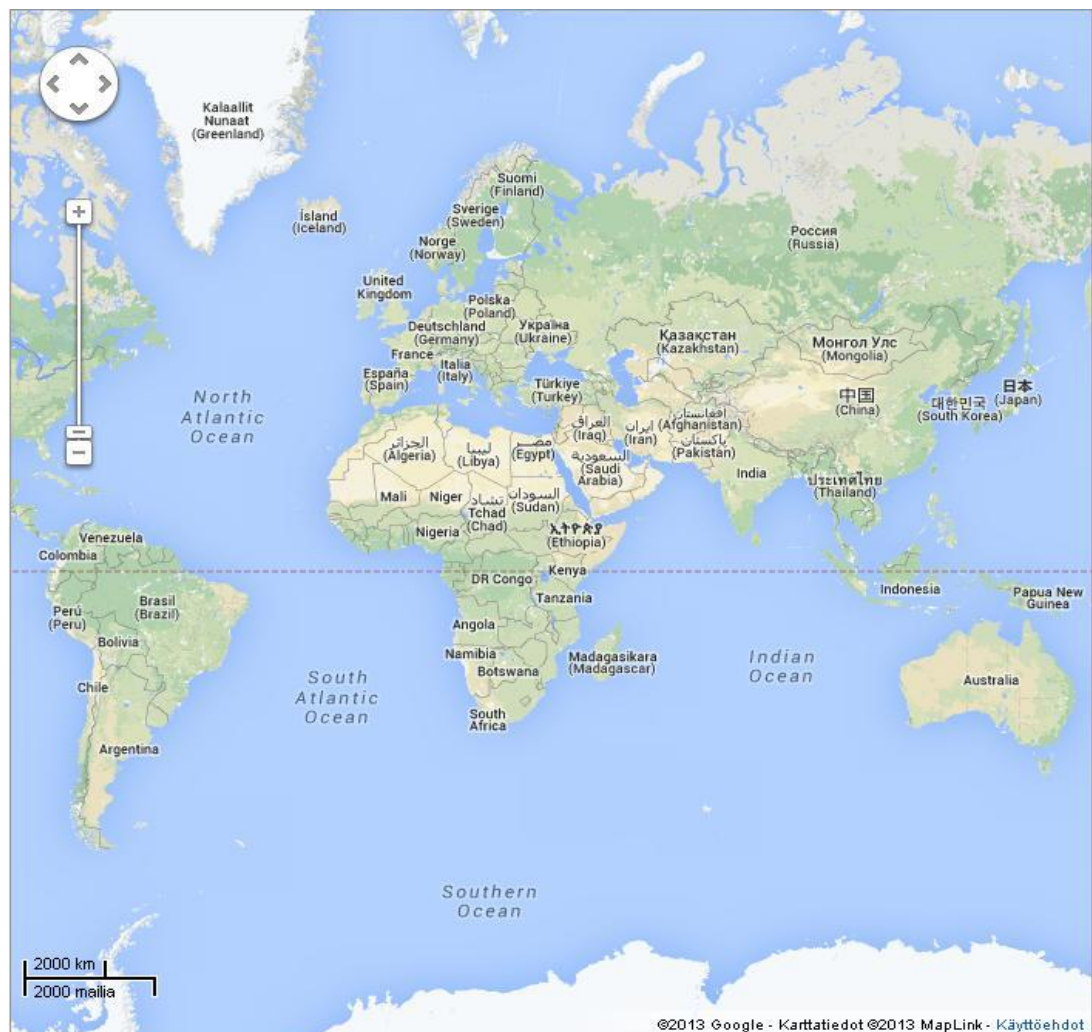 Kalaallit
Nunaat
(Greenland)
Suomi
(Finland)
Ísland
(Iceland)
Sverige
(Sweden)
Norge
(Norway)
Россия
(Russia)
United
Kingdom
Polska
(Poland)
Deutschland
(Germany)
Україна
(Ukraine)
Қазақстан
(Kazakhstan)
Монгол Улс
(Mongolia)
France
Italia
(Italy)
España
(Spain)
Türkiye
(Turkey)
中国
(China)
日本
(Japan)
대한민국
(South Korea)
North
Atlantic
Ocean
افغانستان
(Afghanistan)
العراق
(Iraq)
ایران
(Iran)
پاکستان
(Pakistan)
الجزائر
(Algeria)
ليبيا
(Libya)
مصر
(Egypt)
السعودية
(Saudi
Arabia)
India
ประเทศไทย
(Thailand)
Mali
Niger
تشاد
Tchad
(Chad)
السودان
(Sudan)
Nigeria
ኢትዮጵያ
(Ethiopia)
Venezuela
Colombia
DR Congo
Kenya
Tanzania
Indonesia
Papua New
Guinea
Perú
(Peru)
Brasil
(Brazil)
Bolivia
Angola
Namibia
Botswana
Madagasikara
(Madagascar)
Indian
Ocean
Australia
Chile
South
Atlantic
Ocean
South
Africa
Argentina
Southern
Ocean
2000 km
2000 mailia
©2013 Google - Karttatiedot ©2013 MapLink - Käyttöehdot